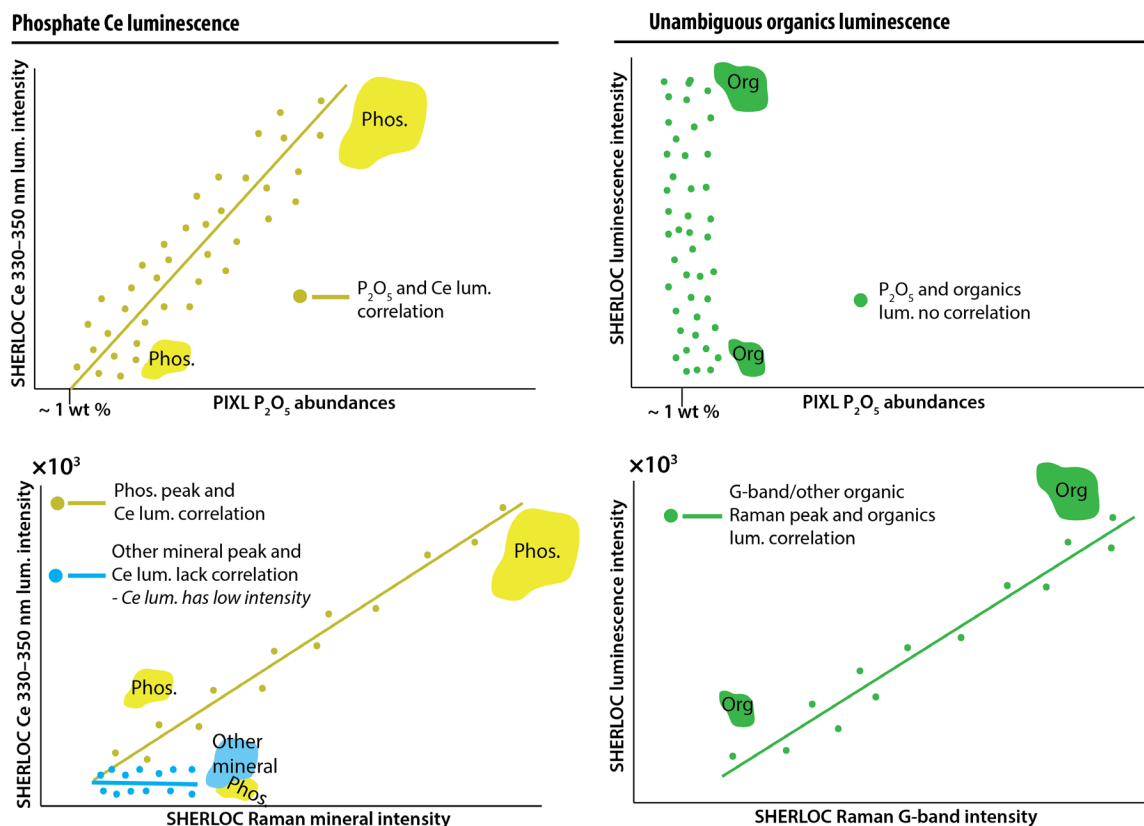 Phosphate Ce luminescence
SHERLOC Ce 330–350 nm lum. intensity
Phos.
P₂O₅ and Ce lum.
correlation
Phos.
~ 1 wt %
PIXL P₂O₅ abundances
Unambiguous organics luminescence
SHERLOC luminescence intensity
Org
P₂O₅ and organics
lum. no correlation
Org
~ 1 wt %
PIXL P₂O₅ abundances
×10³
SHERLOC Ce 330–350 nm lum. intensity
Phos. peak and
Ce lum. correlation
Other mineral peak and
Ce lum. lack correlation
- Ce lum. has low intensity
Phos.
Phos.
Other
mineral
Phos.
SHERLOC Raman mineral intensity
×10³
SHERLOC luminescence intensity
G-band/other organic
Raman peak and organics
lum. correlation
Org
Org
SHERLOC Raman G-band intensity